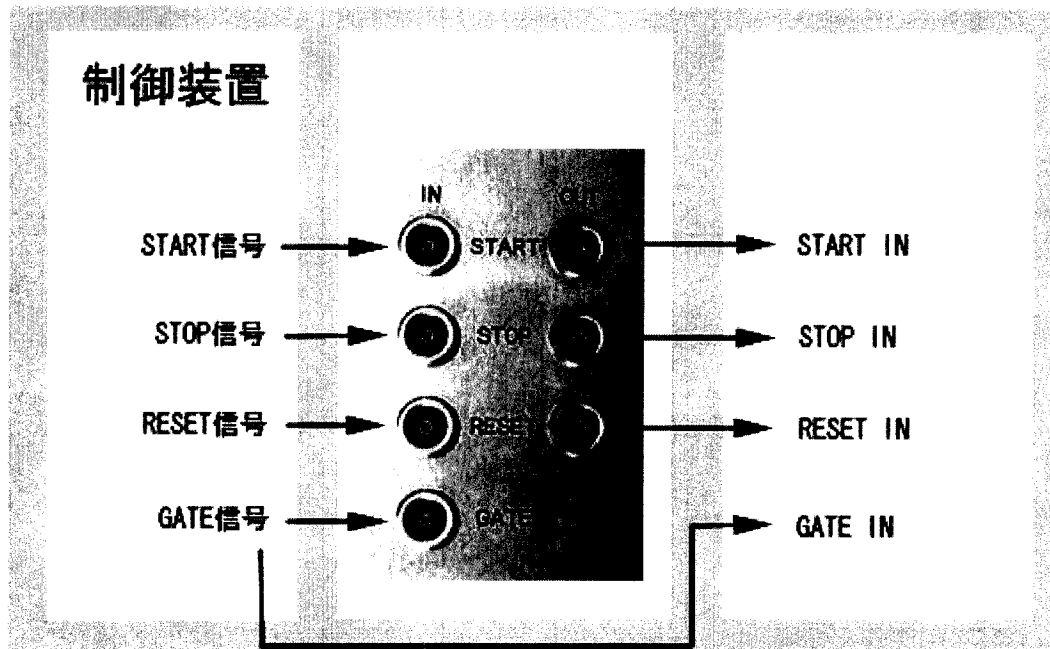 制御装置
IN OUT
START信号 START START IN
STOP信号 STOP STOP IN
RESET信号 RESET RESET IN
GATE信号 GATE GATE IN